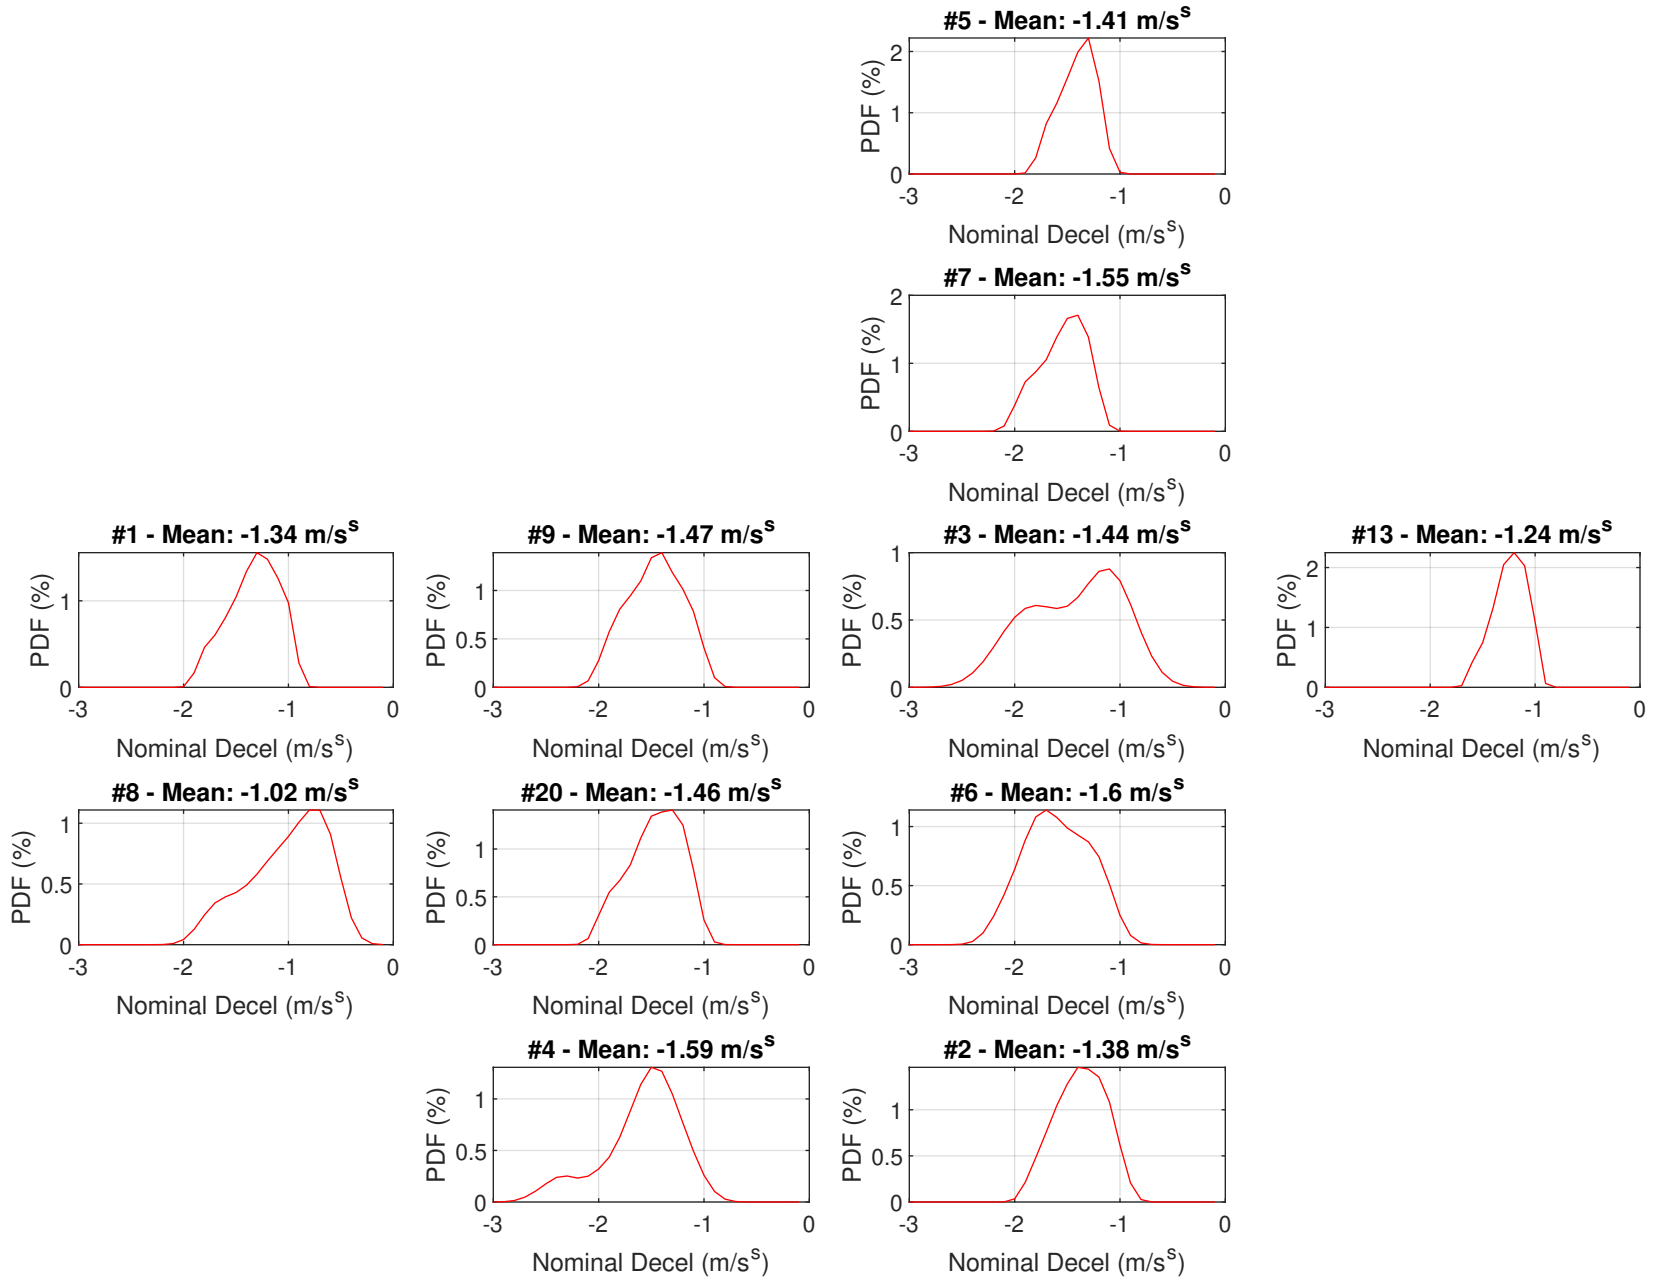 #5 - Mean: -1.41 m/s^s
PDF (%)
2
1
0
-3 -2 -1 0
Nominal Decel (m/s^s)
#7 - Mean: -1.55 m/s^s
PDF (%)
2
1
0
-3 -2 -1 0
Nominal Decel (m/s^s)
#1 - Mean: -1.34 m/s^s
PDF (%)
1
0
-3 -2 -1 0
Nominal Decel (m/s^s)
#9 - Mean: -1.47 m/s^s
PDF (%)
1
0.5
0
-3 -2 -1 0
Nominal Decel (m/s^s)
#3 - Mean: -1.44 m/s^s
PDF (%)
1
0.5
0
-3 -2 -1 0
Nominal Decel (m/s^s)
#13 - Mean: -1.24 m/s^s
PDF (%)
2
1
0
-3 -2 -1 0
Nominal Decel (m/s^s)
#8 - Mean: -1.02 m/s^s
PDF (%)
1
0.5
0
-3 -2 -1 0
Nominal Decel (m/s^s)
#20 - Mean: -1.46 m/s^s
PDF (%)
1
0.5
0
-3 -2 -1 0
Nominal Decel (m/s^s)
#6 - Mean: -1.6 m/s^s
PDF (%)
1
0.5
0
-3 -2 -1 0
Nominal Decel (m/s^s)
#4 - Mean: -1.59 m/s^s
PDF (%)
1
0.5
0
-3 -2 -1 0
Nominal Decel (m/s^s)
#2 - Mean: -1.38 m/s^s
PDF (%)
1
0.5
0
-3 -2 -1 0
Nominal Decel (m/s^s)